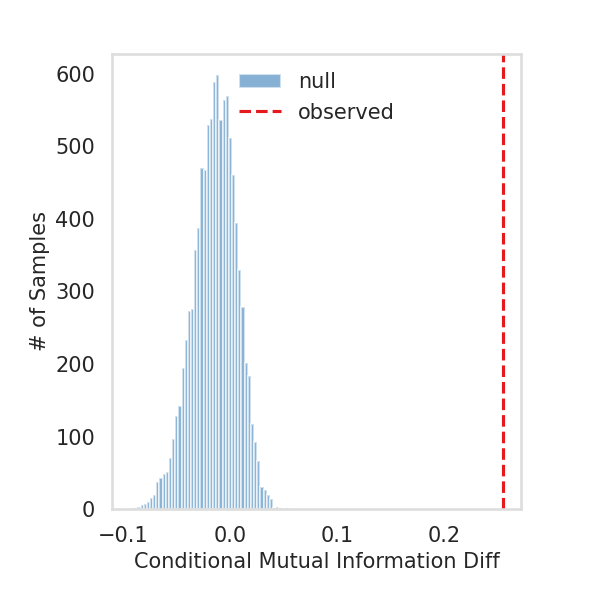 null
observed
# of Samples
600
500
400
300
200
100
0
−0.1 0.0 0.1 0.2
Conditional Mutual Information Diff